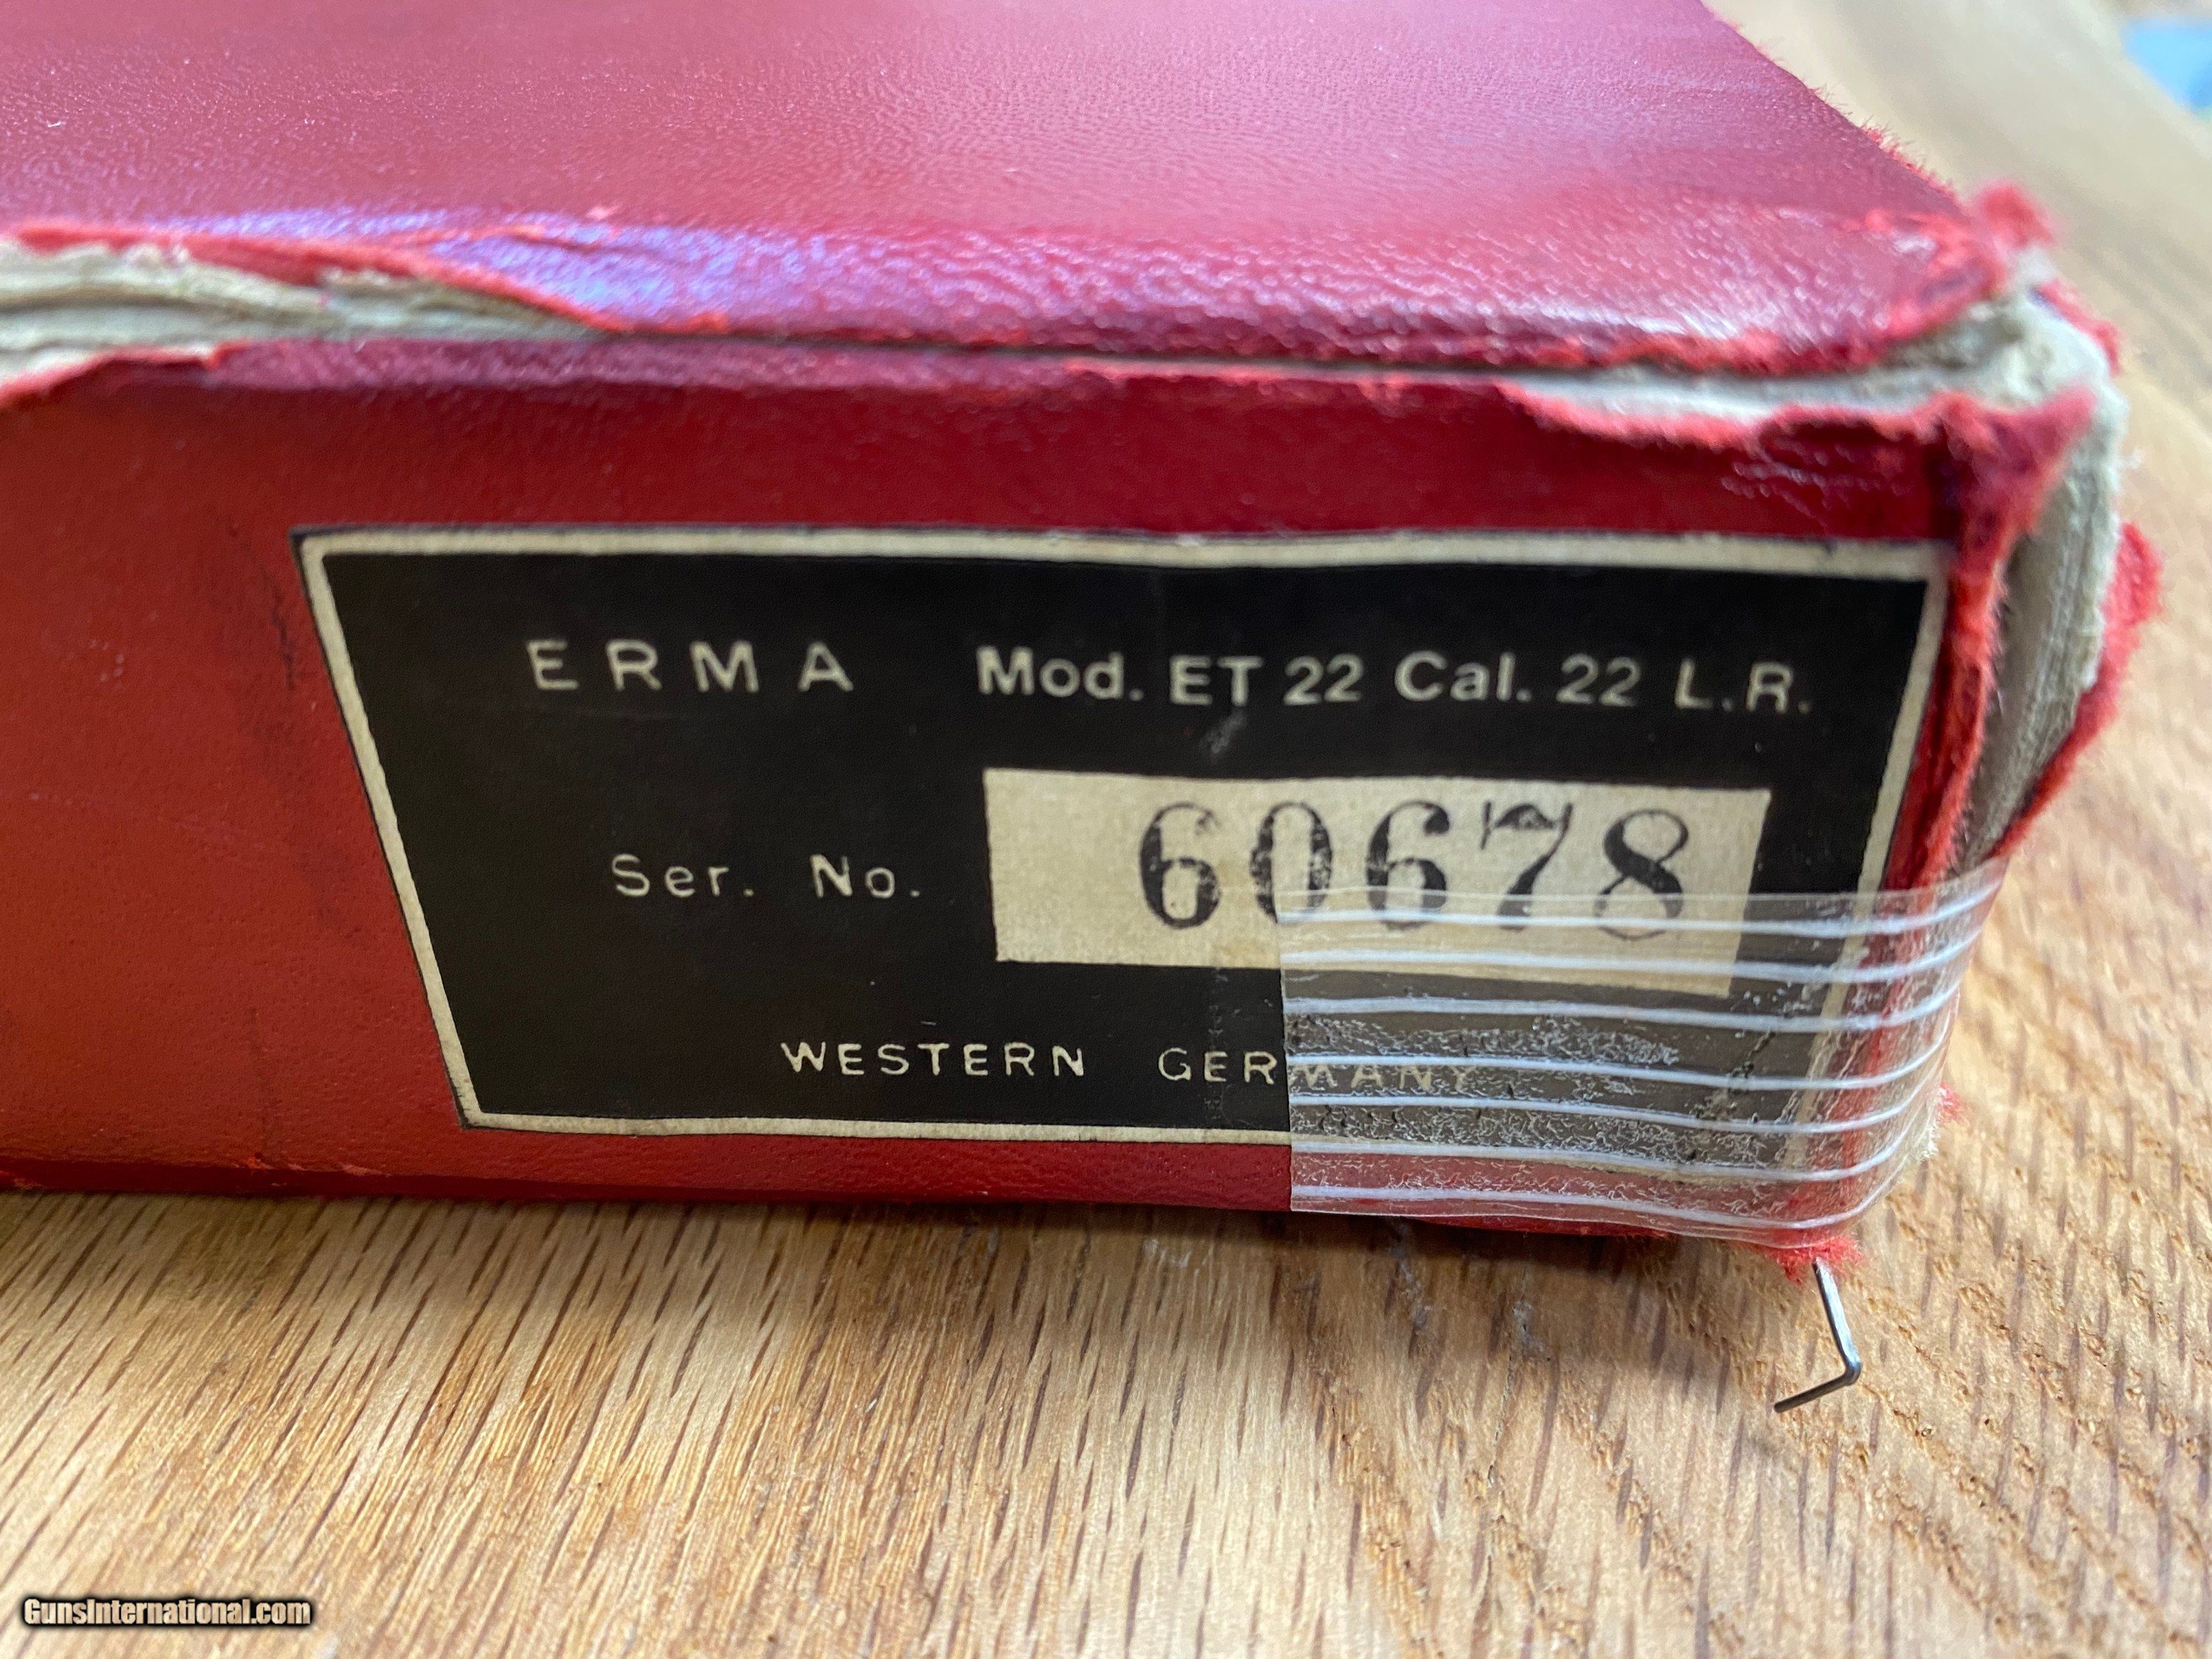 ERMA Mod. ET 22 Cal. 22 L.R.
Ser. No. 60678
WESTERN GERMANY
GunsInternational.com